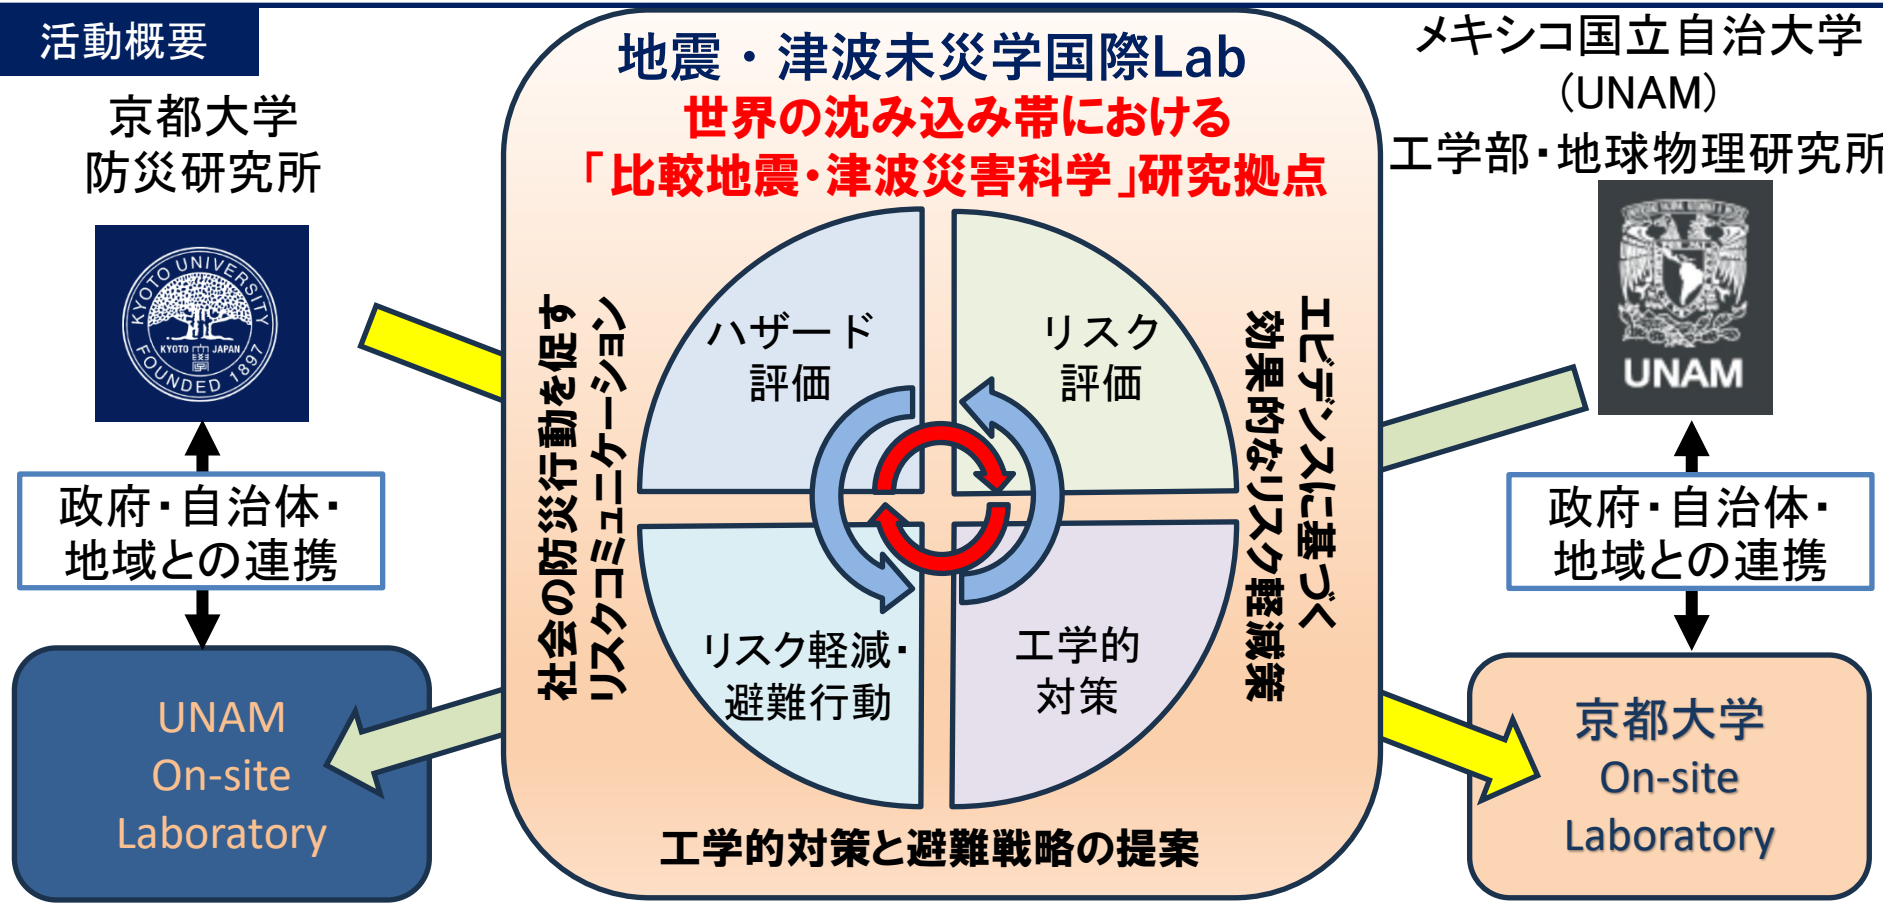 活動概要
京都大学
防災研究所
KYOTO UNIVERSITY
KYOTO JAPAN
FOUNDED 1897
政府・自治体・
地域との連携
UNAM
On-site
Laboratory
地震・津波未災学国際Lab
世界の沈み込み帯における
「比較地震・津波災害科学」研究拠点
社会の防災行動を促す
リスクコミュニケーション
ハザード
評価
リスク
評価
リスク軽減・
避難行動
工学的
対策
エビデンスに基づく
効果的なリスク軽減策
工学的対策と避難戦略の提案
メキシコ国立自治大学
(UNAM)
工学部・地球物理研究所
UNAM
政府・自治体・
地域との連携
京都大学
On-site
Laboratory